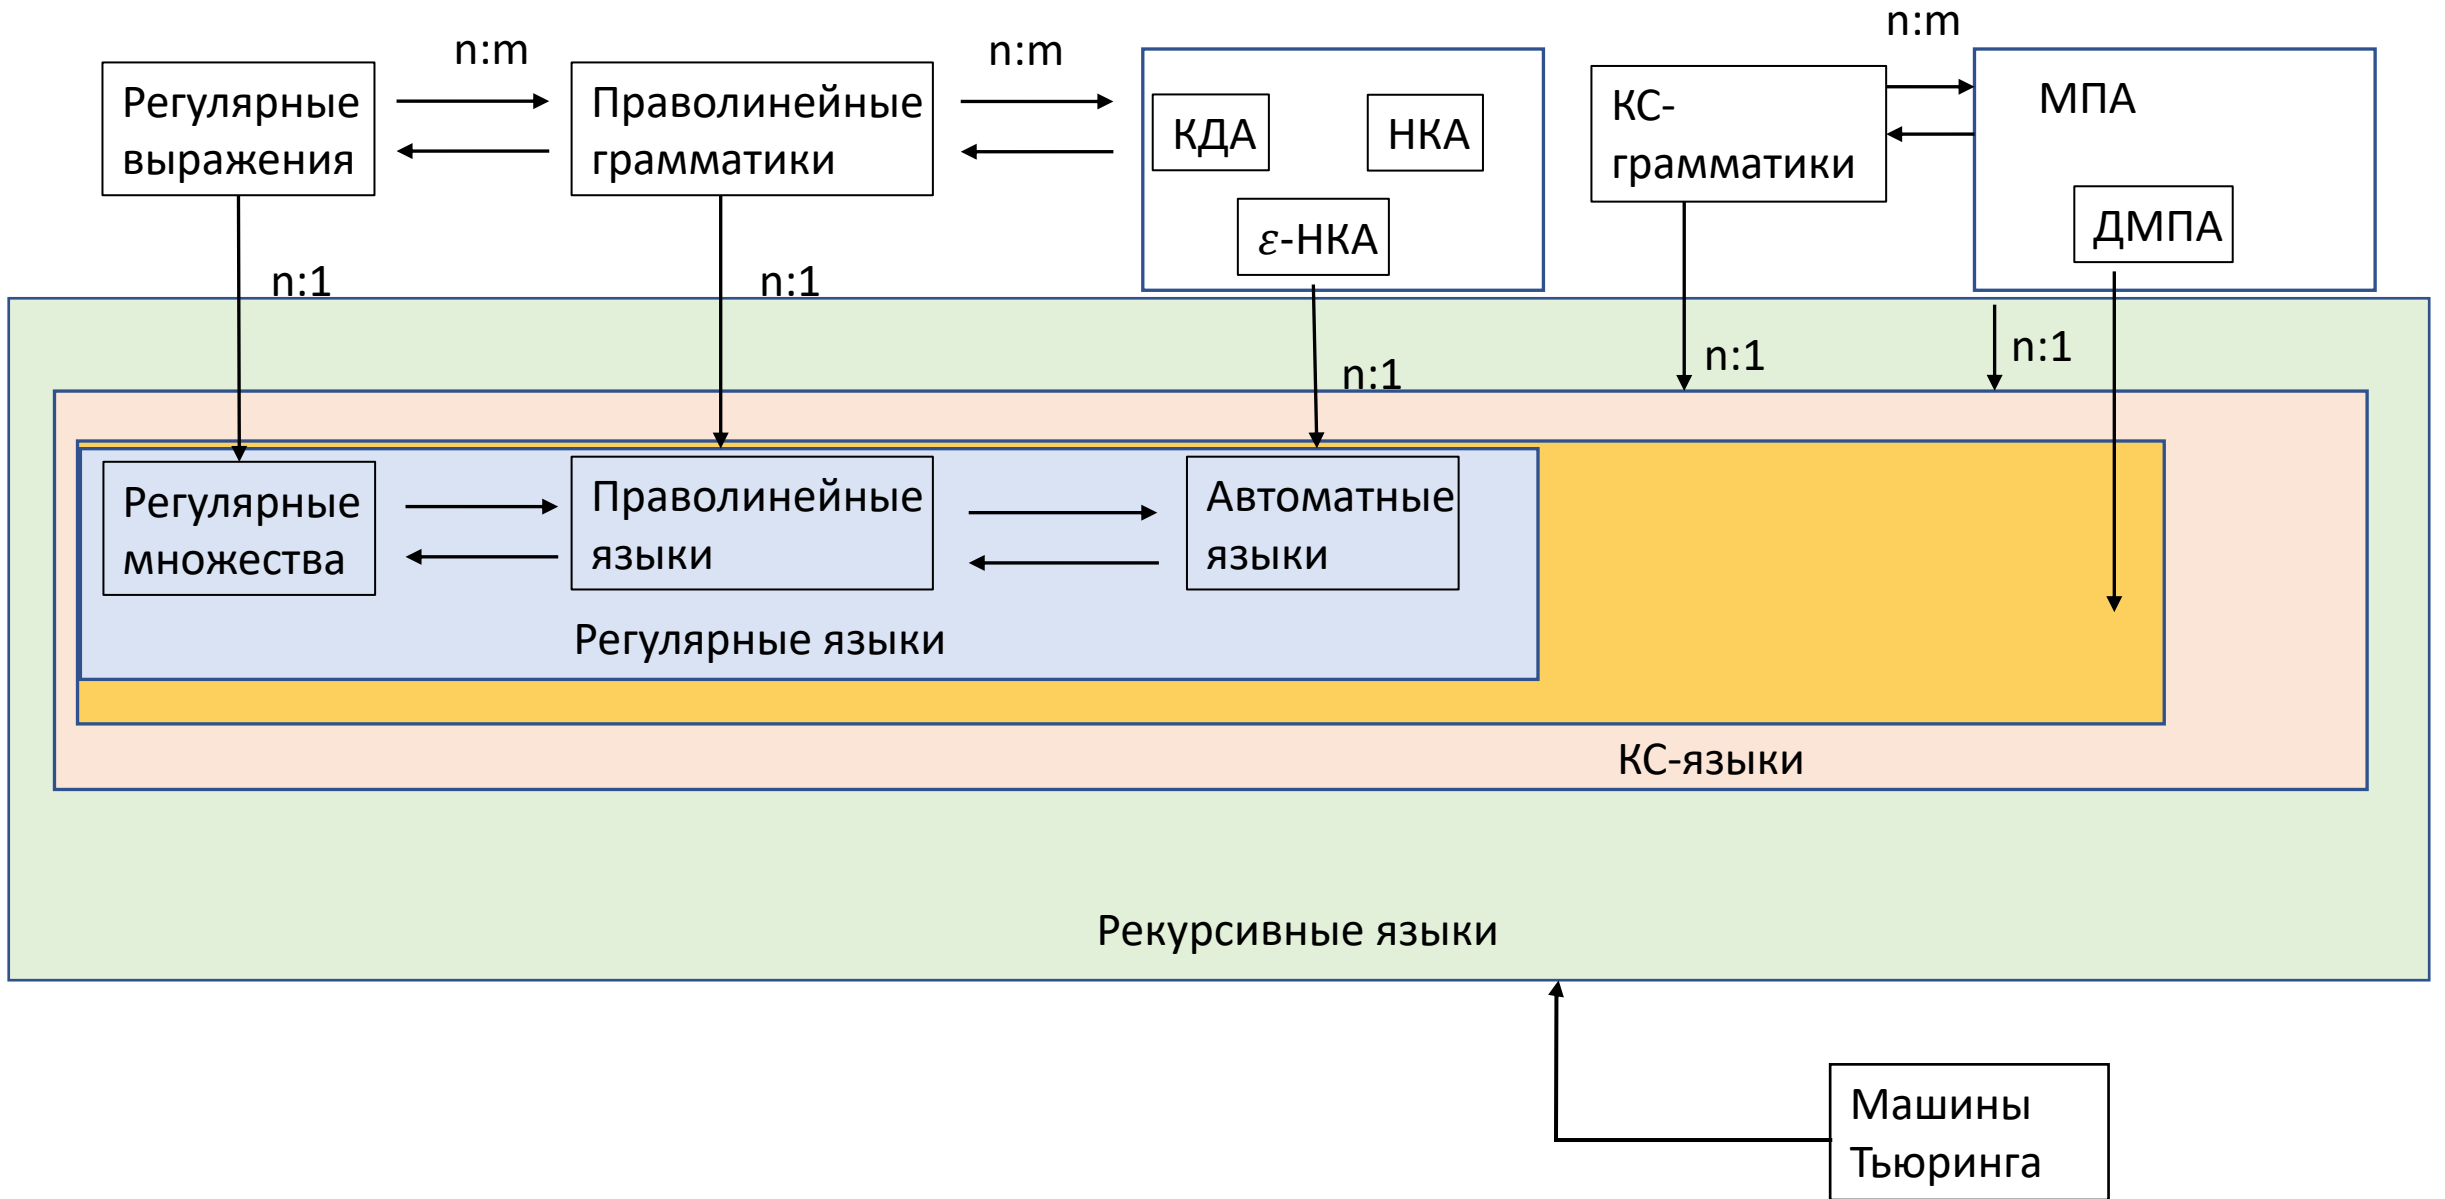 n:m
n:m
n:m
Регулярные
выражения
Праволинейные
грамматики
КДА
НКА
ε-НКА
КС-
грамматики
МПА
ДМПА
n:1
n:1
n:1
n:1
n:1
Регулярные
множества
Праволинейные
языки
Автоматные
языки
Регулярные языки
КС-языки
Рекурсивные языки
Машины
Тьюринга